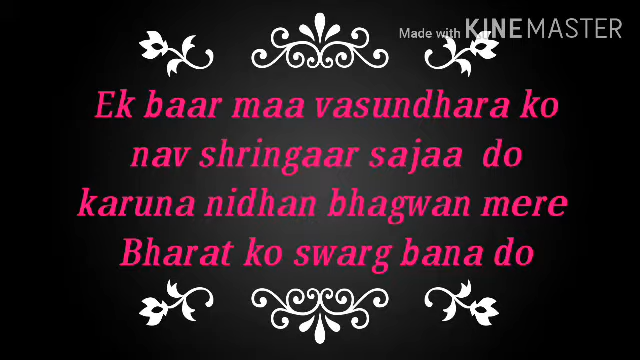 Made with KINEMASTER
Ek baar maa vasundhara ko
nav shringaar sajaa do
karuna nidhan bhagwan mere
Bharat ko swarg bana do